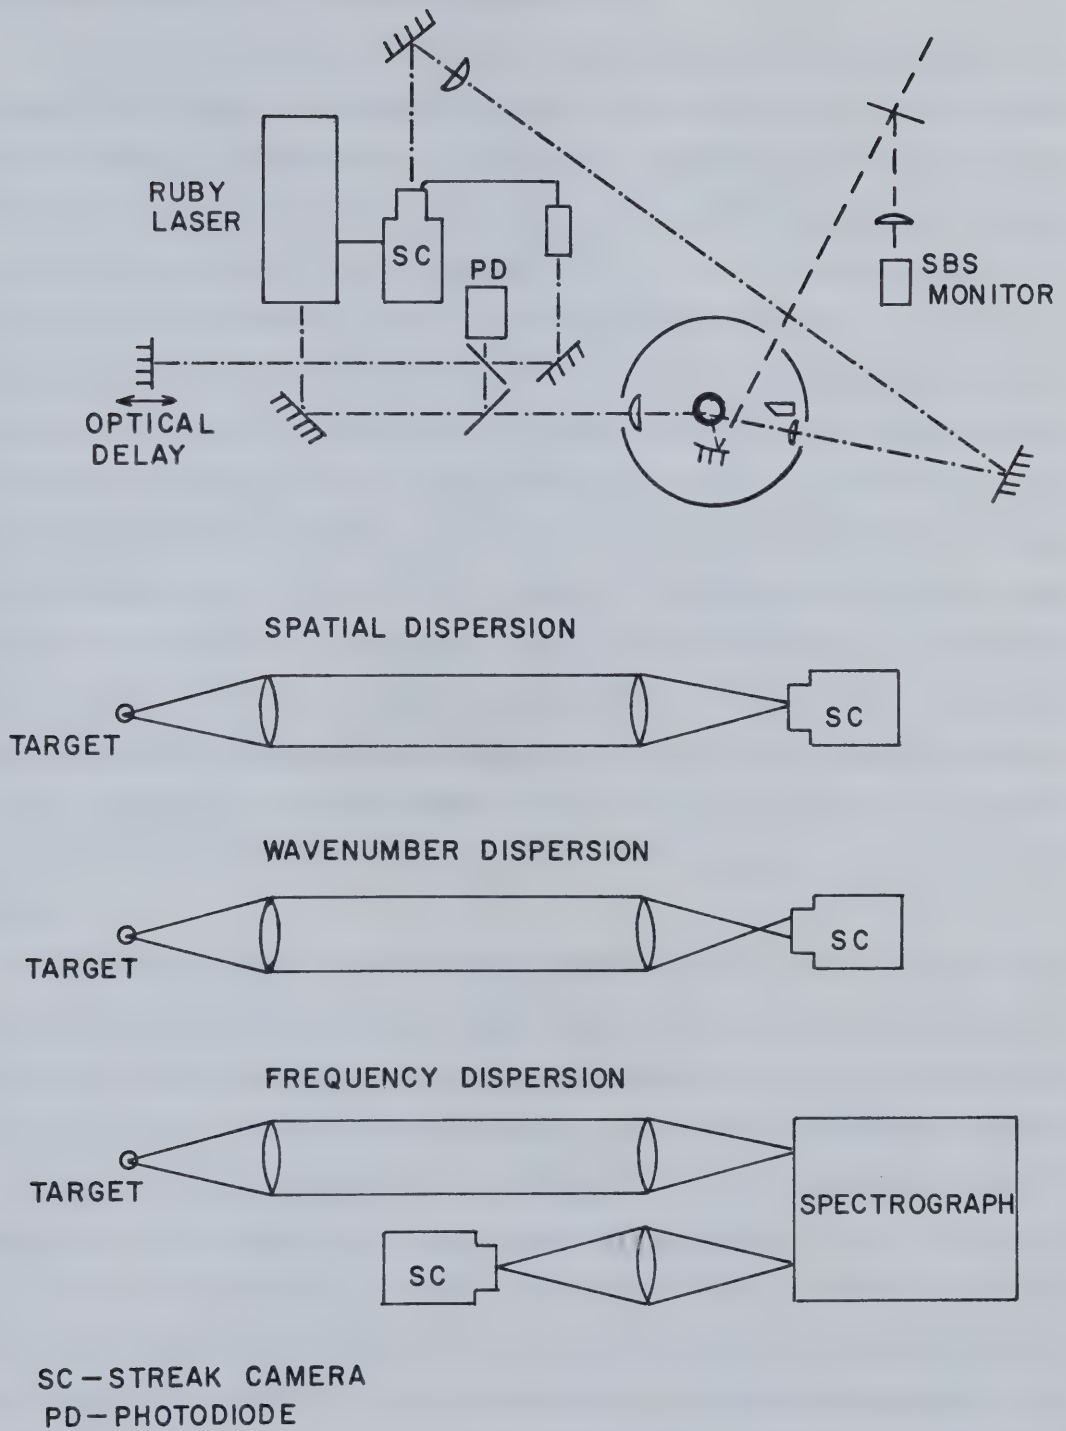 RUBY
LASER
SC
PD
SBS
MONITOR
OPTICAL
DELAY
SPATIAL DISPERSION
SC
TARGET
WAVENUMBER DISPERSION
SC
TARGET
FREQUENCY DISPERSION
TARGET
SPECTROGRAPH
SC
SC-STREAK CAMERA
PD-PHOTODIODE